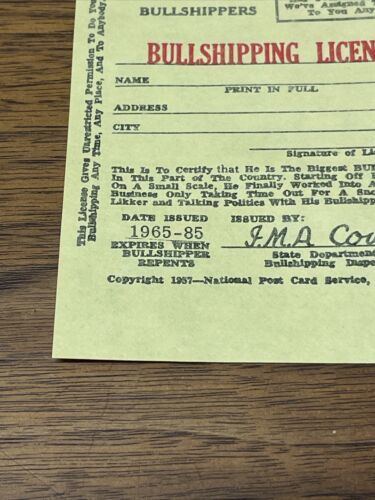 BULLSHIPPERS
We've Assigned T
To You Any
BULLSHIPPING LICEN
NAME
PRINT IN FULL
ADDRESS
CITY
Signature of Li
This Is To Certify that He Is The Biggest BU
In This Part of The Country. Starting Off
On A Small Scale, He Finally Worked Into A
Business Only Taking Time Out For A Sno
Likker and Talking Politics With His Bullshipp
DATE ISSUED
1965-85
EXPIRES WHEN
BULLSHIPPER
REPENTS
ISSUED BY:
I.M.A. Cow
State Department
Bullshipping Dispe
Copyright 1957—National Post Card Service,
This License Gives Unrestricted Permission To Do You
Bullshipping Any Time, Any Place, And To Anybody.